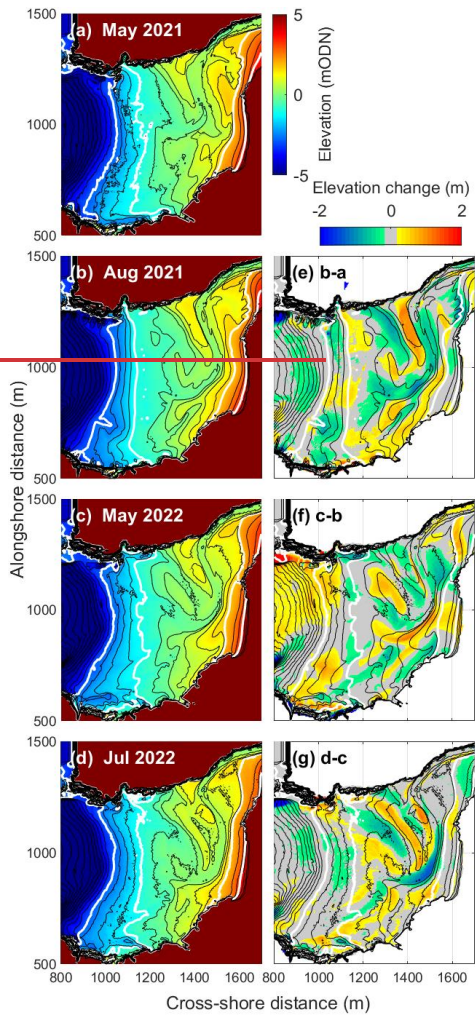 1500
(a) May 2021
1000
500
5
0
-5
Elevation (mODN)
Elevation change (m)
-2
0
2
1500
(b) Aug 2021
(e) b-a
1000
500
Alongshore distance (m)
1500
(c) May 2022
(f) c-b
1000
500
1500
(d) Jul 2022
(g) d-c
1000
500
800 1000 1200 1400 1600
800 1000 1200 1400 1600
Cross-shore distance (m)